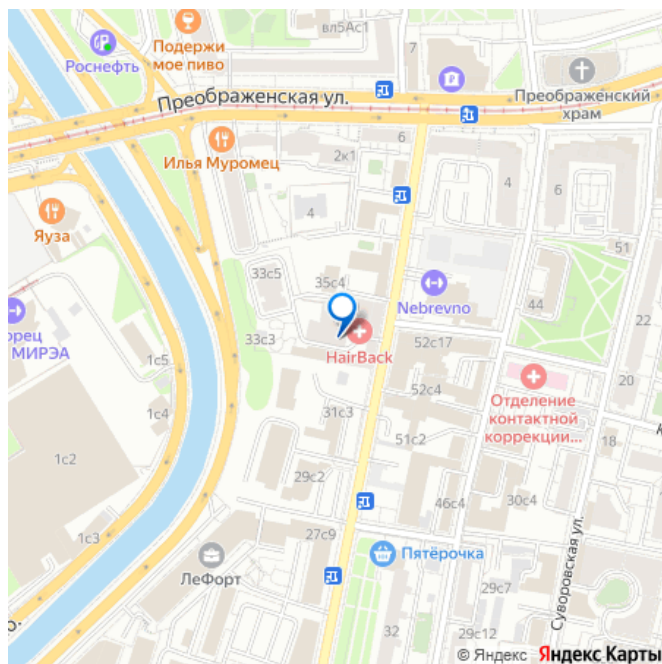 вл5Ас1
Подержи
мое пиво
Роснефть
7
Преображенская ул.
Преображенский
храм
6
Илья Муромец
2к1
4
6
4
Яуза
51
33с5
35с4
44
Nebrevno
22
орец
МИРЭА
33с3
HairBack
52с17
1с5
52с4
20
Отделение
контактной
коррекции...
1с4
31с3
51с2
18
К
1с2
29с2
46с4
30с4
1с3
27с9
Пятёрочка
ЛеФорт
Суворовская ул.
29с7
о.
32
29с12
© Яндекс Яндекс Карты